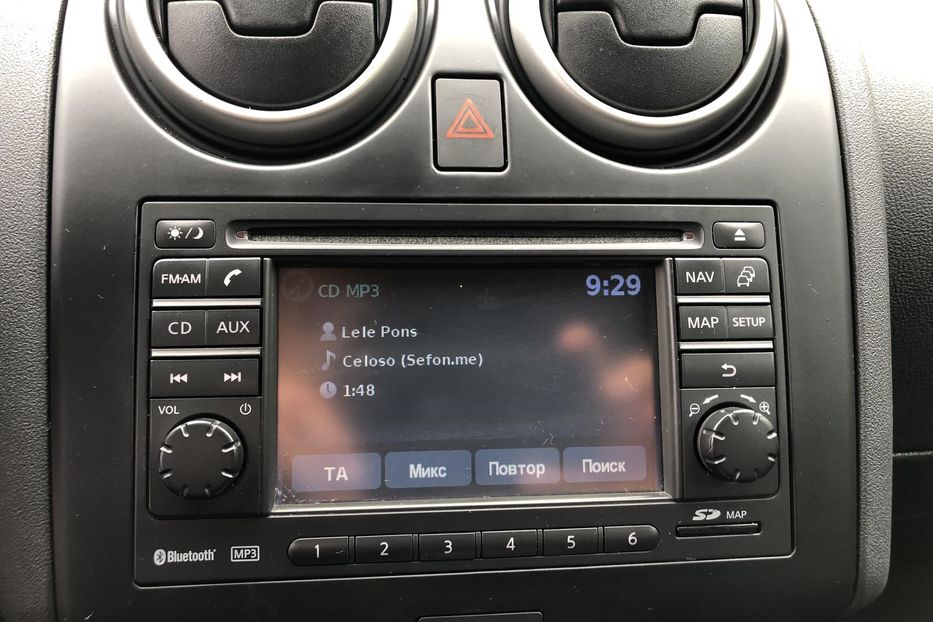 FM·AM
NAV
CD MP3
9:29
CD
AUX
Lele Pons
MAP
SETUP
Celoso (Sefon.me)
1:48
VOL
TA
Микс
Повтор
Поиск
SD
MAP
Bluetooth
MP3
1
2
3
4
5
6